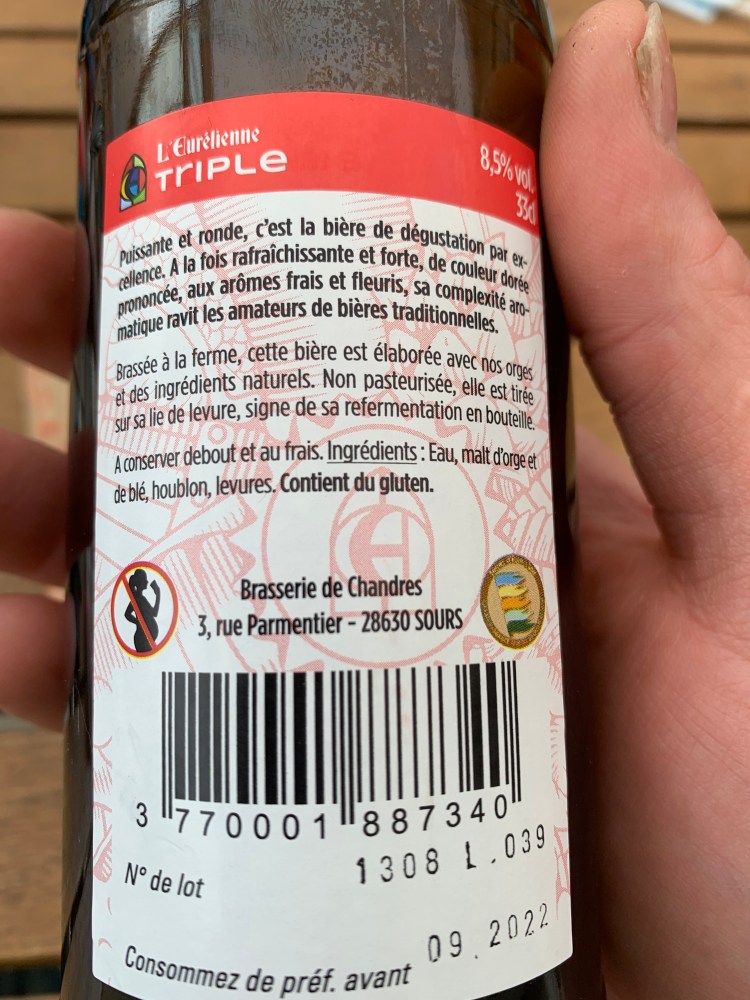 L'Eurélienne
TRIPLE
8,5% vol.
33cl
Puissante et ronde, c'est la bière de dégustation par ex-
cellence. A la fois rafraîchissante et forte, de couleur dorée
prononcée, aux arômes frais et fleuris, sa complexité aro-
matique ravit les amateurs de bières traditionnelles.
Brassée à la ferme, cette bière est élaborée avec nos orges
et des ingrédients naturels. Non pasteurisée, elle est tirée
sur sa lie de levure, signe de sa refermentation en bouteille.
A conserver debout et au frais. Ingrédients : Eau, malt d'orge et
de blé, houblon, levures. Contient du gluten.
Brasserie de Chandres
3, rue Parmentier - 28630 SOURS
3 770001 887340
N° de lot 1308 L.039
Consommez de préf. avant 09.2022